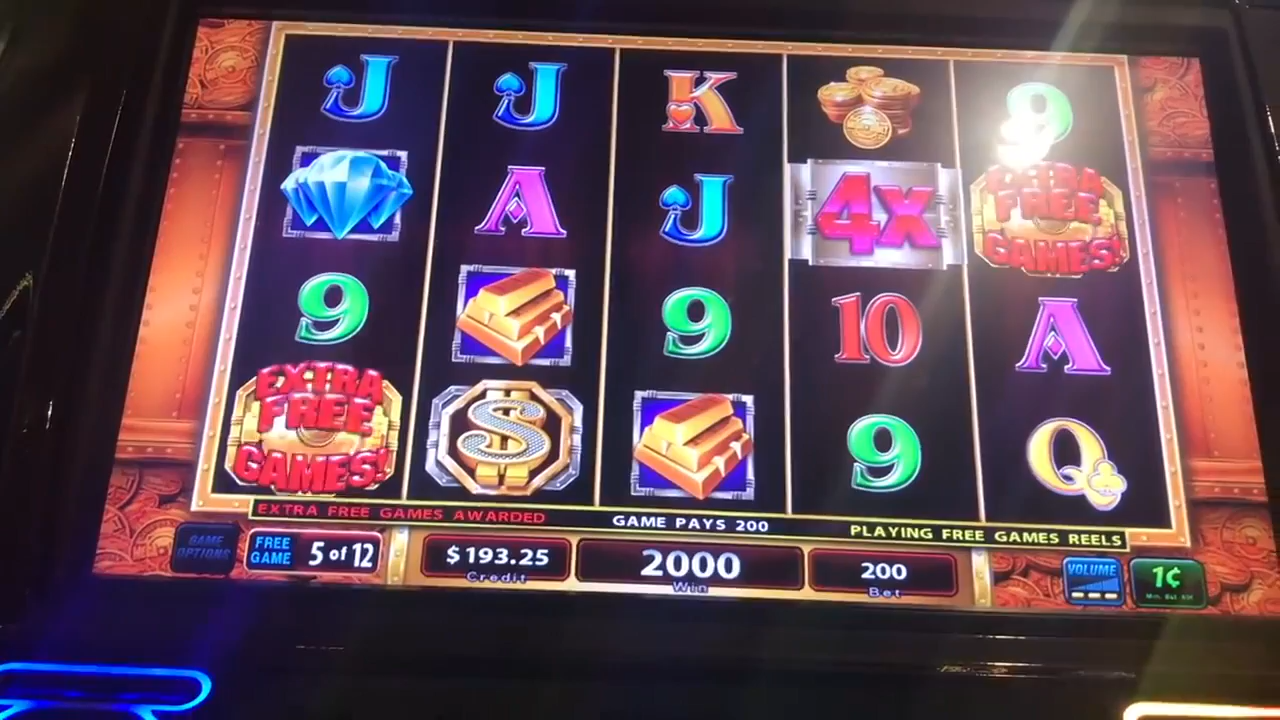 J J K 9
A J 4x EXTRA FREE GAMES!
9 9 10 A
EXTRA FREE GAMES! $ 9 Q
EXTRA FREE GAMES AWARDED GAME PAYS 200 PLAYING FREE GAMES REELS
GAME OPTIONS
FREE GAME 5 of 12
$193.25
Credit
2000
Win
200
Bet
VOLUME
1¢